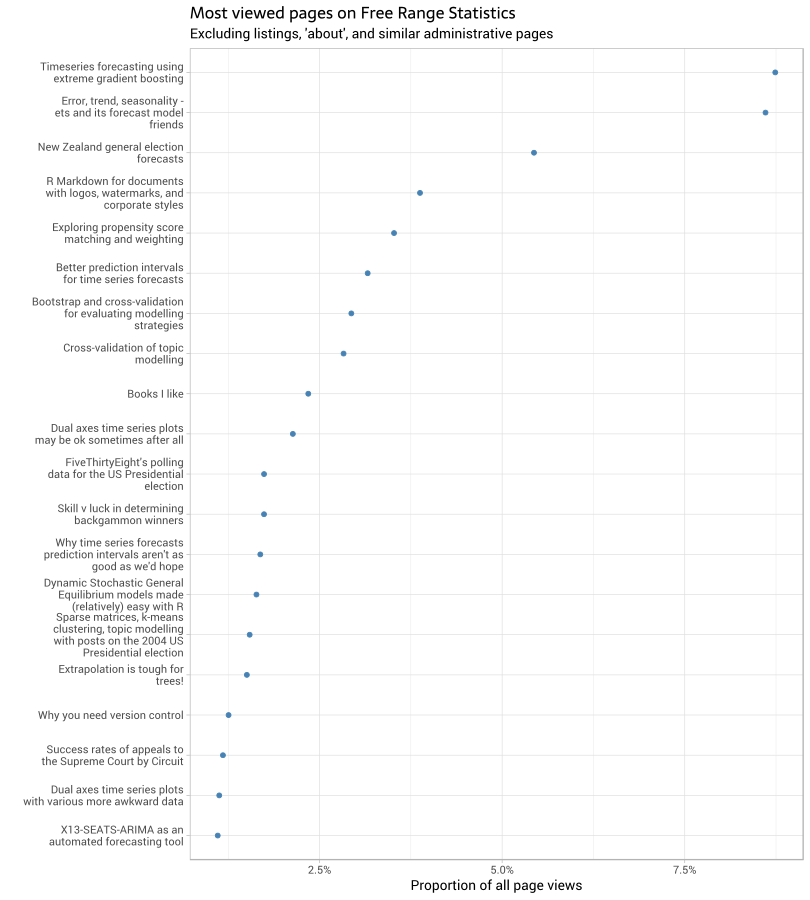 Most viewed pages on Free Range Statistics
Excluding listings, 'about', and similar administrative pages
Timeseries forecasting using
extreme gradient boosting
Error, trend, seasonality -
ets and its forecast model
friends
New Zealand general election
forecasts
R Markdown for documents
with logos, watermarks, and
corporate styles
Exploring propensity score
matching and weighting
Better prediction intervals
for time series forecasts
Bootstrap and cross-validation
for evaluating modelling
strategies
Cross-validation of topic
modelling
Books I like
Dual axes time series plots
may be ok sometimes after all
FiveThirtyEight's polling
data for the US Presidential
election
Skill v luck in determining
backgammon winners
Why time series forecasts
prediction intervals aren't as
good as we'd hope
Dynamic Stochastic General
Equilibrium models made
(relatively) easy with R
Sparse matrices, k-means
clustering, topic modelling
with posts on the 2004 US
Presidential election
Extrapolation is tough for
trees!
Why you need version control
Success rates of appeals to
the Supreme Court by Circuit
Dual axes time series plots
with various more awkward data
X13-SEATS-ARIMA as an
automated forecasting tool
2.5% 5.0% 7.5%
Proportion of all page views